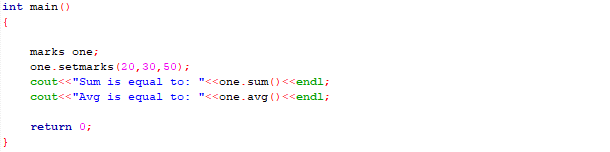 int main()
{
marks one;
one.setmarks(20,30,50);
cout<<"Sum is equal to: "<<one.sum()<<endl;
cout<<"Avg is equal to: "<<one.avg()<<endl;
return 0;
}